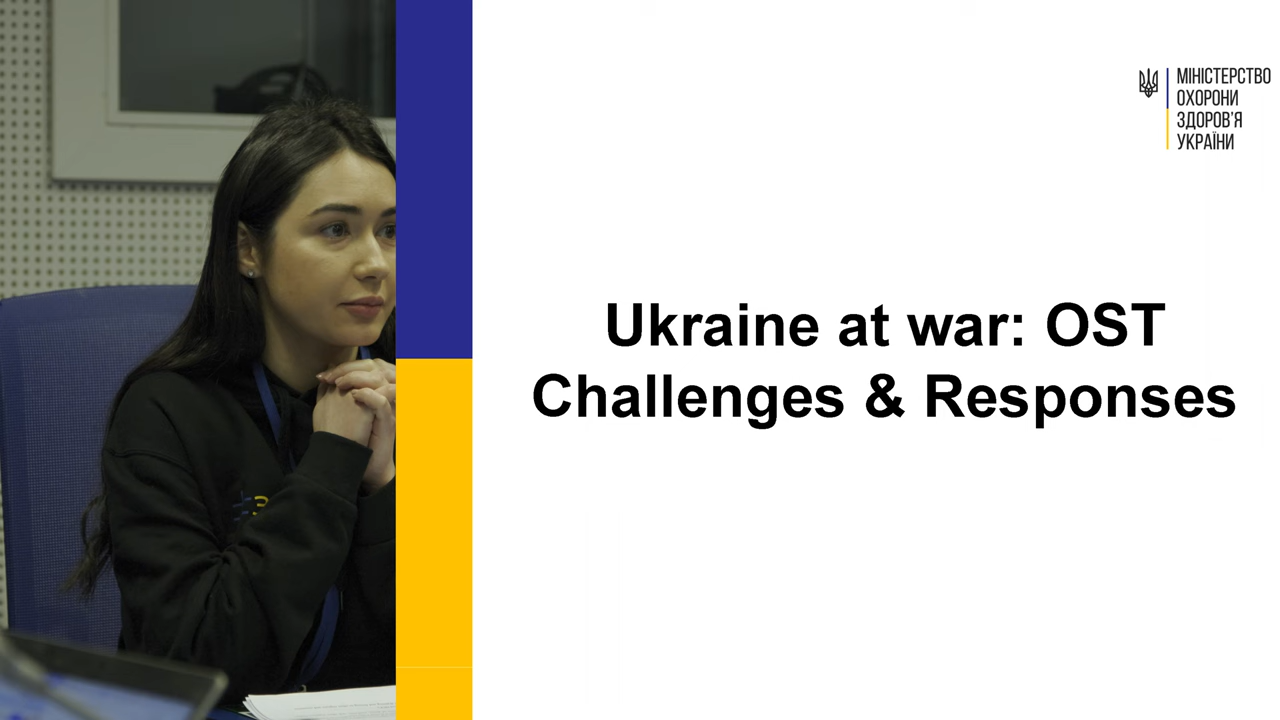 МІНІСТЕРСТВО
ОХОРОНИ
ЗДОРОВ'Я
УКРАЇНИ
Ukraine at war: OST
Challenges & Responses